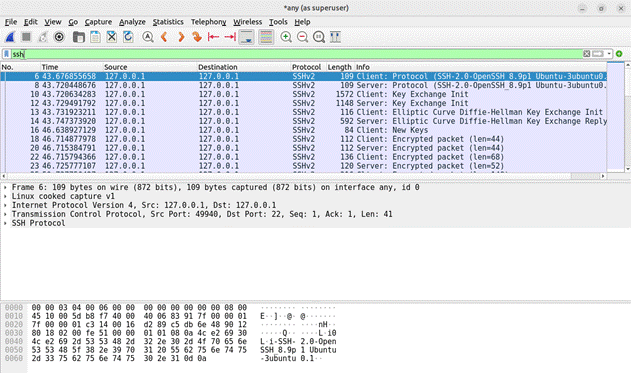 *any (as superuser)
File Edit View Go Capture Analyze Statistics Telephony Wireless Tools Help
ssh
No. Time Source Destination Protocol Length Info
6 43.676855658 127.0.0.1 127.0.0.1 SSHv2 109 Client: Protocol (SSH-2.0-OpenSSH_8.9p1 Ubuntu-3ubuntu0.
8 43.720448676 127.0.0.1 127.0.0.1 SSHv2 109 Server: Protocol (SSH-2.0-OpenSSH_8.9p1 Ubuntu-3ubuntu0.
10 43.720634283 127.0.0.1 127.0.0.1 SSHv2 1572 Client: Key Exchange Init
12 43.729491792 127.0.0.1 127.0.0.1 SSHv2 1148 Server: Key Exchange Init
13 43.731923211 127.0.0.1 127.0.0.1 SSHv2 116 Client: Elliptic Curve Diffie-Hellman Key Exchange Init
14 43.747373920 127.0.0.1 127.0.0.1 SSHv2 592 Server: Elliptic Curve Diffie-Hellman Key Exchange Reply
16 46.638927129 127.0.0.1 127.0.0.1 SSHv2 84 Client: New Keys
18 46.714877978 127.0.0.1 127.0.0.1 SSHv2 112 Client: Encrypted packet (len=44)
20 46.715384791 127.0.0.1 127.0.0.1 SSHv2 112 Server: Encrypted packet (len=44)
22 46.715794366 127.0.0.1 127.0.0.1 SSHv2 136 Client: Encrypted packet (len=68)
23 46.725777107 127.0.0.1 127.0.0.1 SSHv2 120 Server: Encrypted packet (len=52)
Frame 6: 109 bytes on wire (872 bits), 109 bytes captured (872 bits) on interface any, id 0
Linux cooked capture v1
Internet Protocol Version 4, Src: 127.0.0.1, Dst: 127.0.0.1
Transmission Control Protocol, Src Port: 49940, Dst Port: 22, Seq: 1, Ack: 1, Len: 41
SSH Protocol
0000 00 00 03 04 00 06 00 00 00 00 00 00 00 00 08 00 ········ ········
0010 45 10 00 5d b8 f7 40 00 40 06 83 91 7f 00 00 01 E··]··@· @·······
0020 7f 00 00 01 c3 14 00 16 d2 89 c5 db 6e 48 90 12 ········ ····nH··
0030 80 18 02 00 fe 51 00 00 01 01 08 0a 4c e2 69 30 ·····Q·· ····L·i0
0040 4c e2 69 2d 53 53 48 2d 32 2e 30 2d 4f 70 65 6e L·i-SSH- 2.0-Open
0050 53 53 48 5f 38 2e 39 70 31 20 55 62 75 6e 74 75 SSH_8.9p 1 Ubuntu
0060 2d 33 75 62 75 6e 74 75 30 2e 31 0d 0a -3ubuntu 0.1··